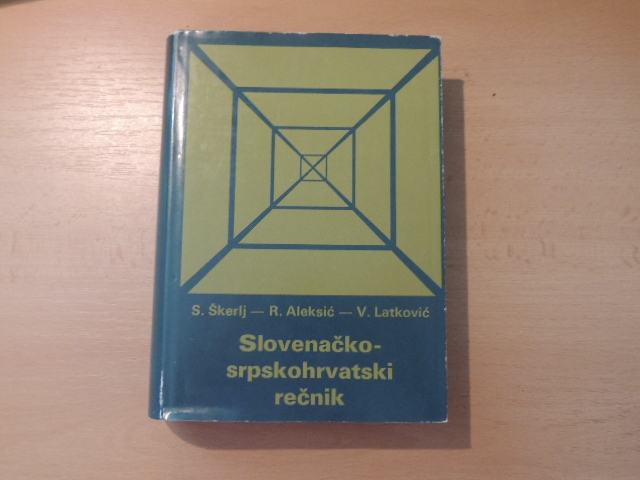 S. Škerlj — R. Aleksić — V. Latković
Slovenačko-
srpskohrvatski
rečnik